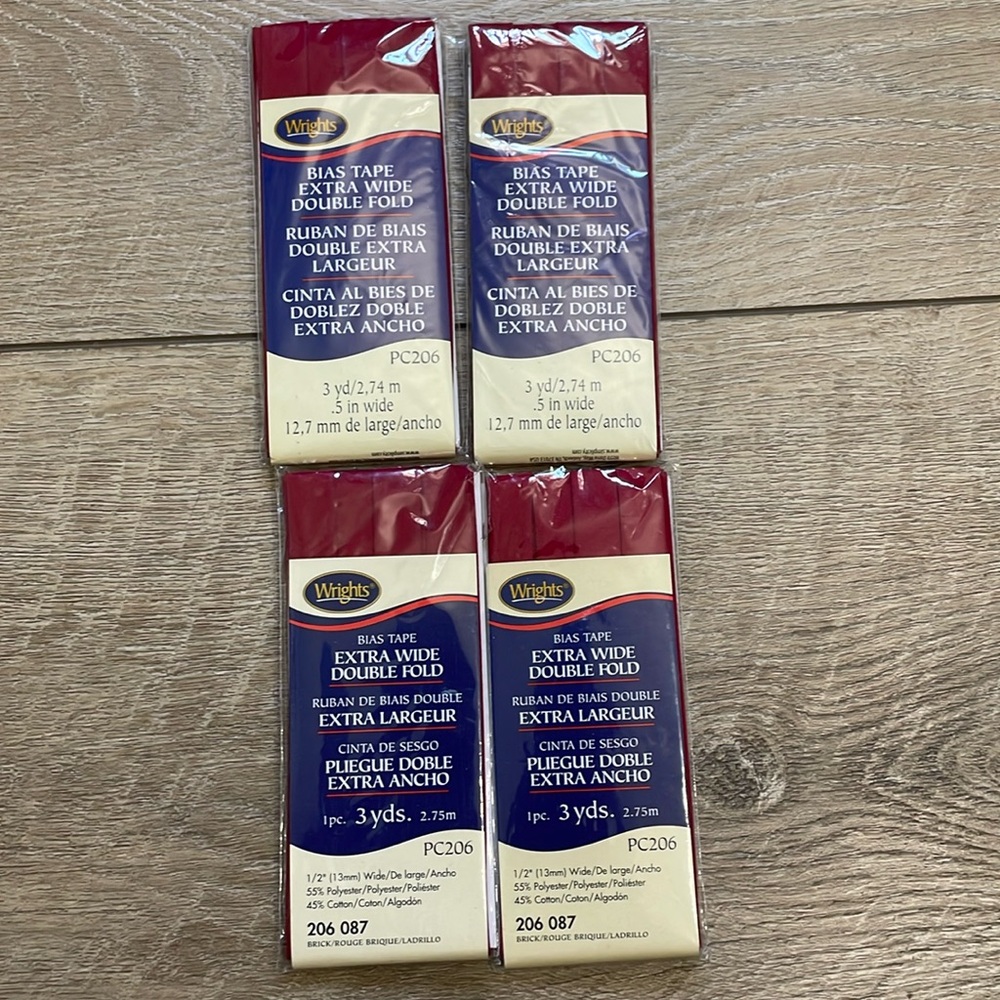 Wrights
BIAS TAPE
EXTRA WIDE
DOUBLE FOLD
RUBAN DE BIAIS
DOUBLE EXTRA
LARGEUR
CINTA AL BIES DE
DOBLEZ DOBLE
EXTRA ANCHO
PC206
3 yd/2,74 m
.5 in wide
12,7 mm de large/ancho
Wrights
BIAS TAPE
EXTRA WIDE
DOUBLE FOLD
RUBAN DE BIAIS
DOUBLE EXTRA
LARGEUR
CINTA AL BIES DE
DOBLEZ DOBLE
EXTRA ANCHO
PC206
3 yd/2,74 m
.5 in wide
12,7 mm de large/ancho
www.simplicity.com
Wrights®
BIAS TAPE
EXTRA WIDE
DOUBLE FOLD
RUBAN DE BIAIS DOUBLE
EXTRA LARGEUR
CINTA DE SESGO
PLIEGUE DOBLE
EXTRA ANCHO
1pc. 3 yds. 2.75m
PC206
1/2" (13mm) Wide/De large/Ancho
55% Polyester/Polyester/Poliéster
45% Cotton/Coton/Algodón
206 087
BRICK/ROUGE BRIQIUE/LADRILLO
Wrights®
BIAS TAPE
EXTRA WIDE
DOUBLE FOLD
RUBAN DE BIAIS DOUBLE
EXTRA LARGEUR
CINTA DE SESGO
PLIEGUE DOBLE
EXTRA ANCHO
1pc. 3 yds. 2.75m
PC206
1/2" (13mm) Wide/De large/Ancho
55% Polyester/Polyester/Poliéster
45% Cotton/Coton/Algodón
206 087
BRICK/ROUGE BRIQIUE/LADRILLO